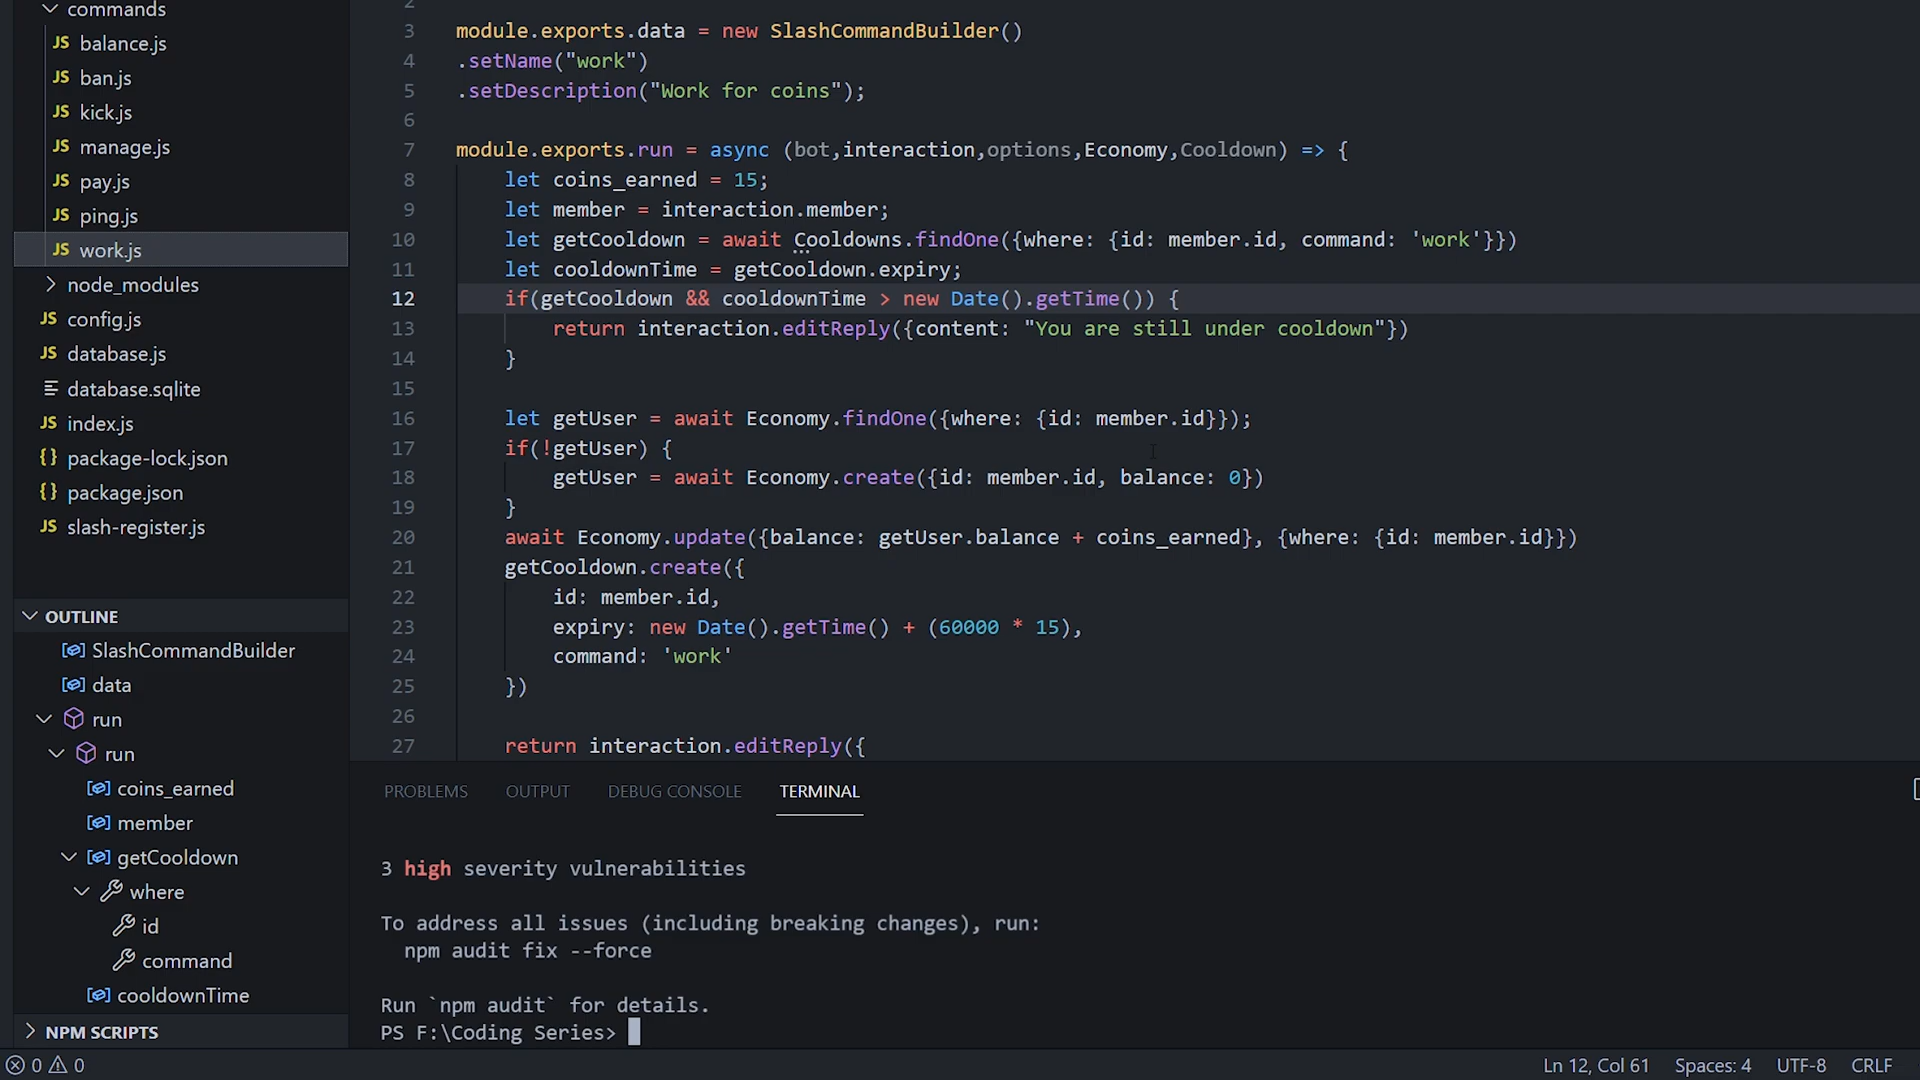 commands
JS balance.js
JS ban.js
JS kick.js
JS manage.js
JS pay.js
JS ping.js
JS work.js
node_modules
JS config.js
JS database.js
database.sqlite
JS index.js
{} package-lock.json
{} package.json
JS slash-register.js
OUTLINE
SlashCommandBuilder
data
run
run
coins_earned
member
getCooldown
where
id
command
cooldownTime
NPM SCRIPTS
2
3 module.exports.data = new SlashCommandBuilder()
4 .setName("work")
5 .setDescription("Work for coins");
6
7 module.exports.run = async (bot,interaction,options,Economy,Cooldown) => {
8 let coins_earned = 15;
9 let member = interaction.member;
10 let getCooldown = await Cooldowns.findOne({where: {id: member.id, command: 'work'}})
11 let cooldownTime = getCooldown.expiry;
12 if(getCooldown && cooldownTime > new Date().getTime()) {
13 return interaction.editReply({content: "You are still under cooldown"})
14 }
15
16 let getUser = await Economy.findOne({where: {id: member.id}});
17 if(!getUser) {
18 getUser = await Economy.create({id: member.id, balance: 0})
19 }
20 await Economy.update({balance: getUser.balance + coins_earned}, {where: {id: member.id}})
21 getCooldown.create({
22 id: member.id,
23 expiry: new Date().getTime() + (60000 * 15),
24 command: 'work'
25 })
26
27 return interaction.editReply({
PROBLEMS OUTPUT DEBUG CONSOLE TERMINAL
3 high severity vulnerabilities
To address all issues (including breaking changes), run:
npm audit fix --force
Run `npm audit` for details.
PS F:\Coding Series>
0 0 Ln 12, Col 61 Spaces: 4 UTF-8 CRLF